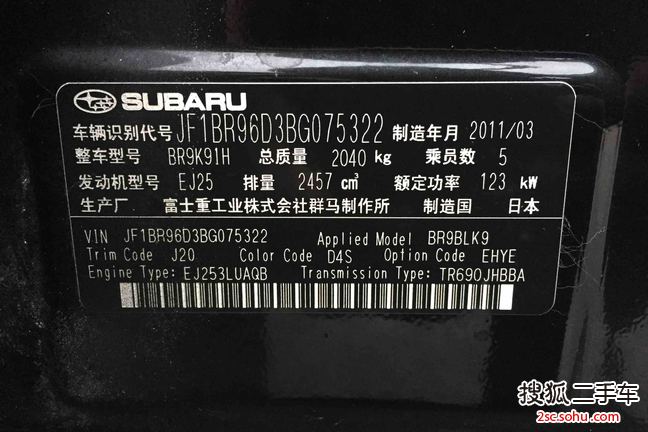 SUBARU
车辆识别代号 JF1BR96D3BG075322 制造年月 2011/03
整车型号 BR9K91H 总质量 2040 kg 乘员数 5
发动机型号 EJ25 排量 2457 cm³ 额定功率 123 kW
生产厂 富士重工业株式会社群马制作所 制造国 日本
VIN JF1BR96D3BG075322 Applied Model BR9BLK9
Trim Code J20 Color Code D4S Option Code EHYE
Engine Type: EJ253LUAQB Transmission Type: TR690JHBBA
搜狐二手车
2sc.sohu.com